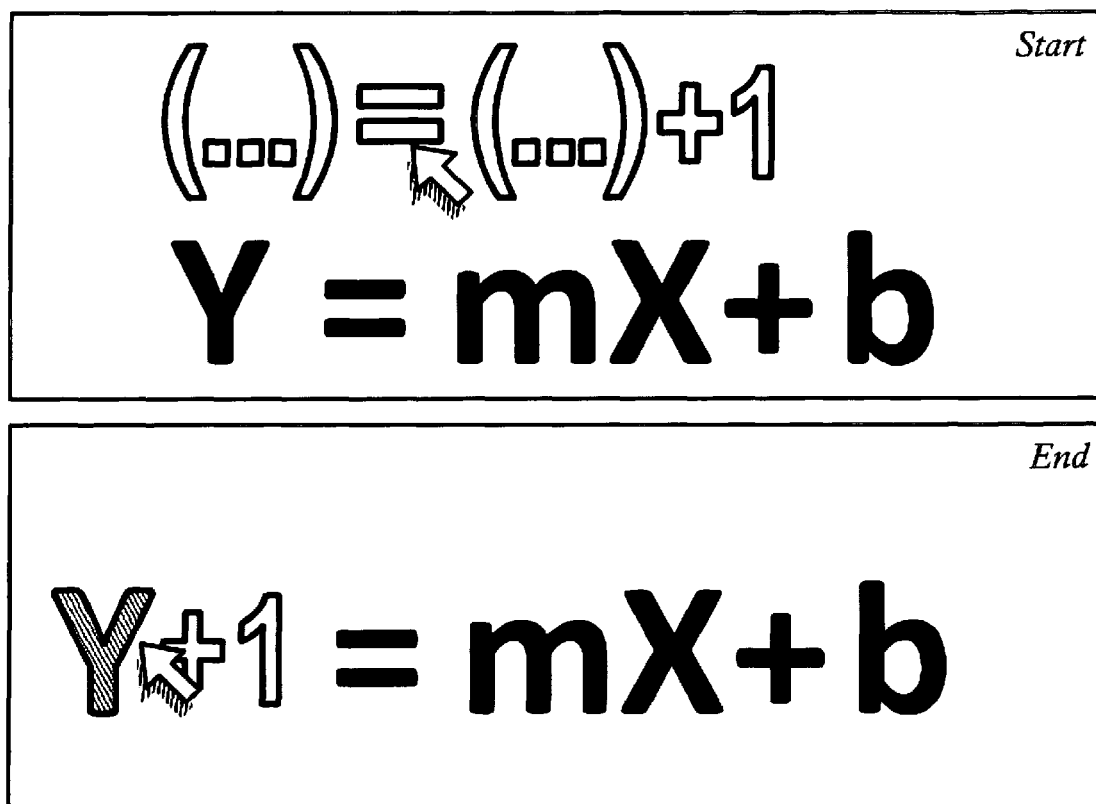 Start
(...)=(...)+1
Y = mX+b
End
Y+1 = mX+b